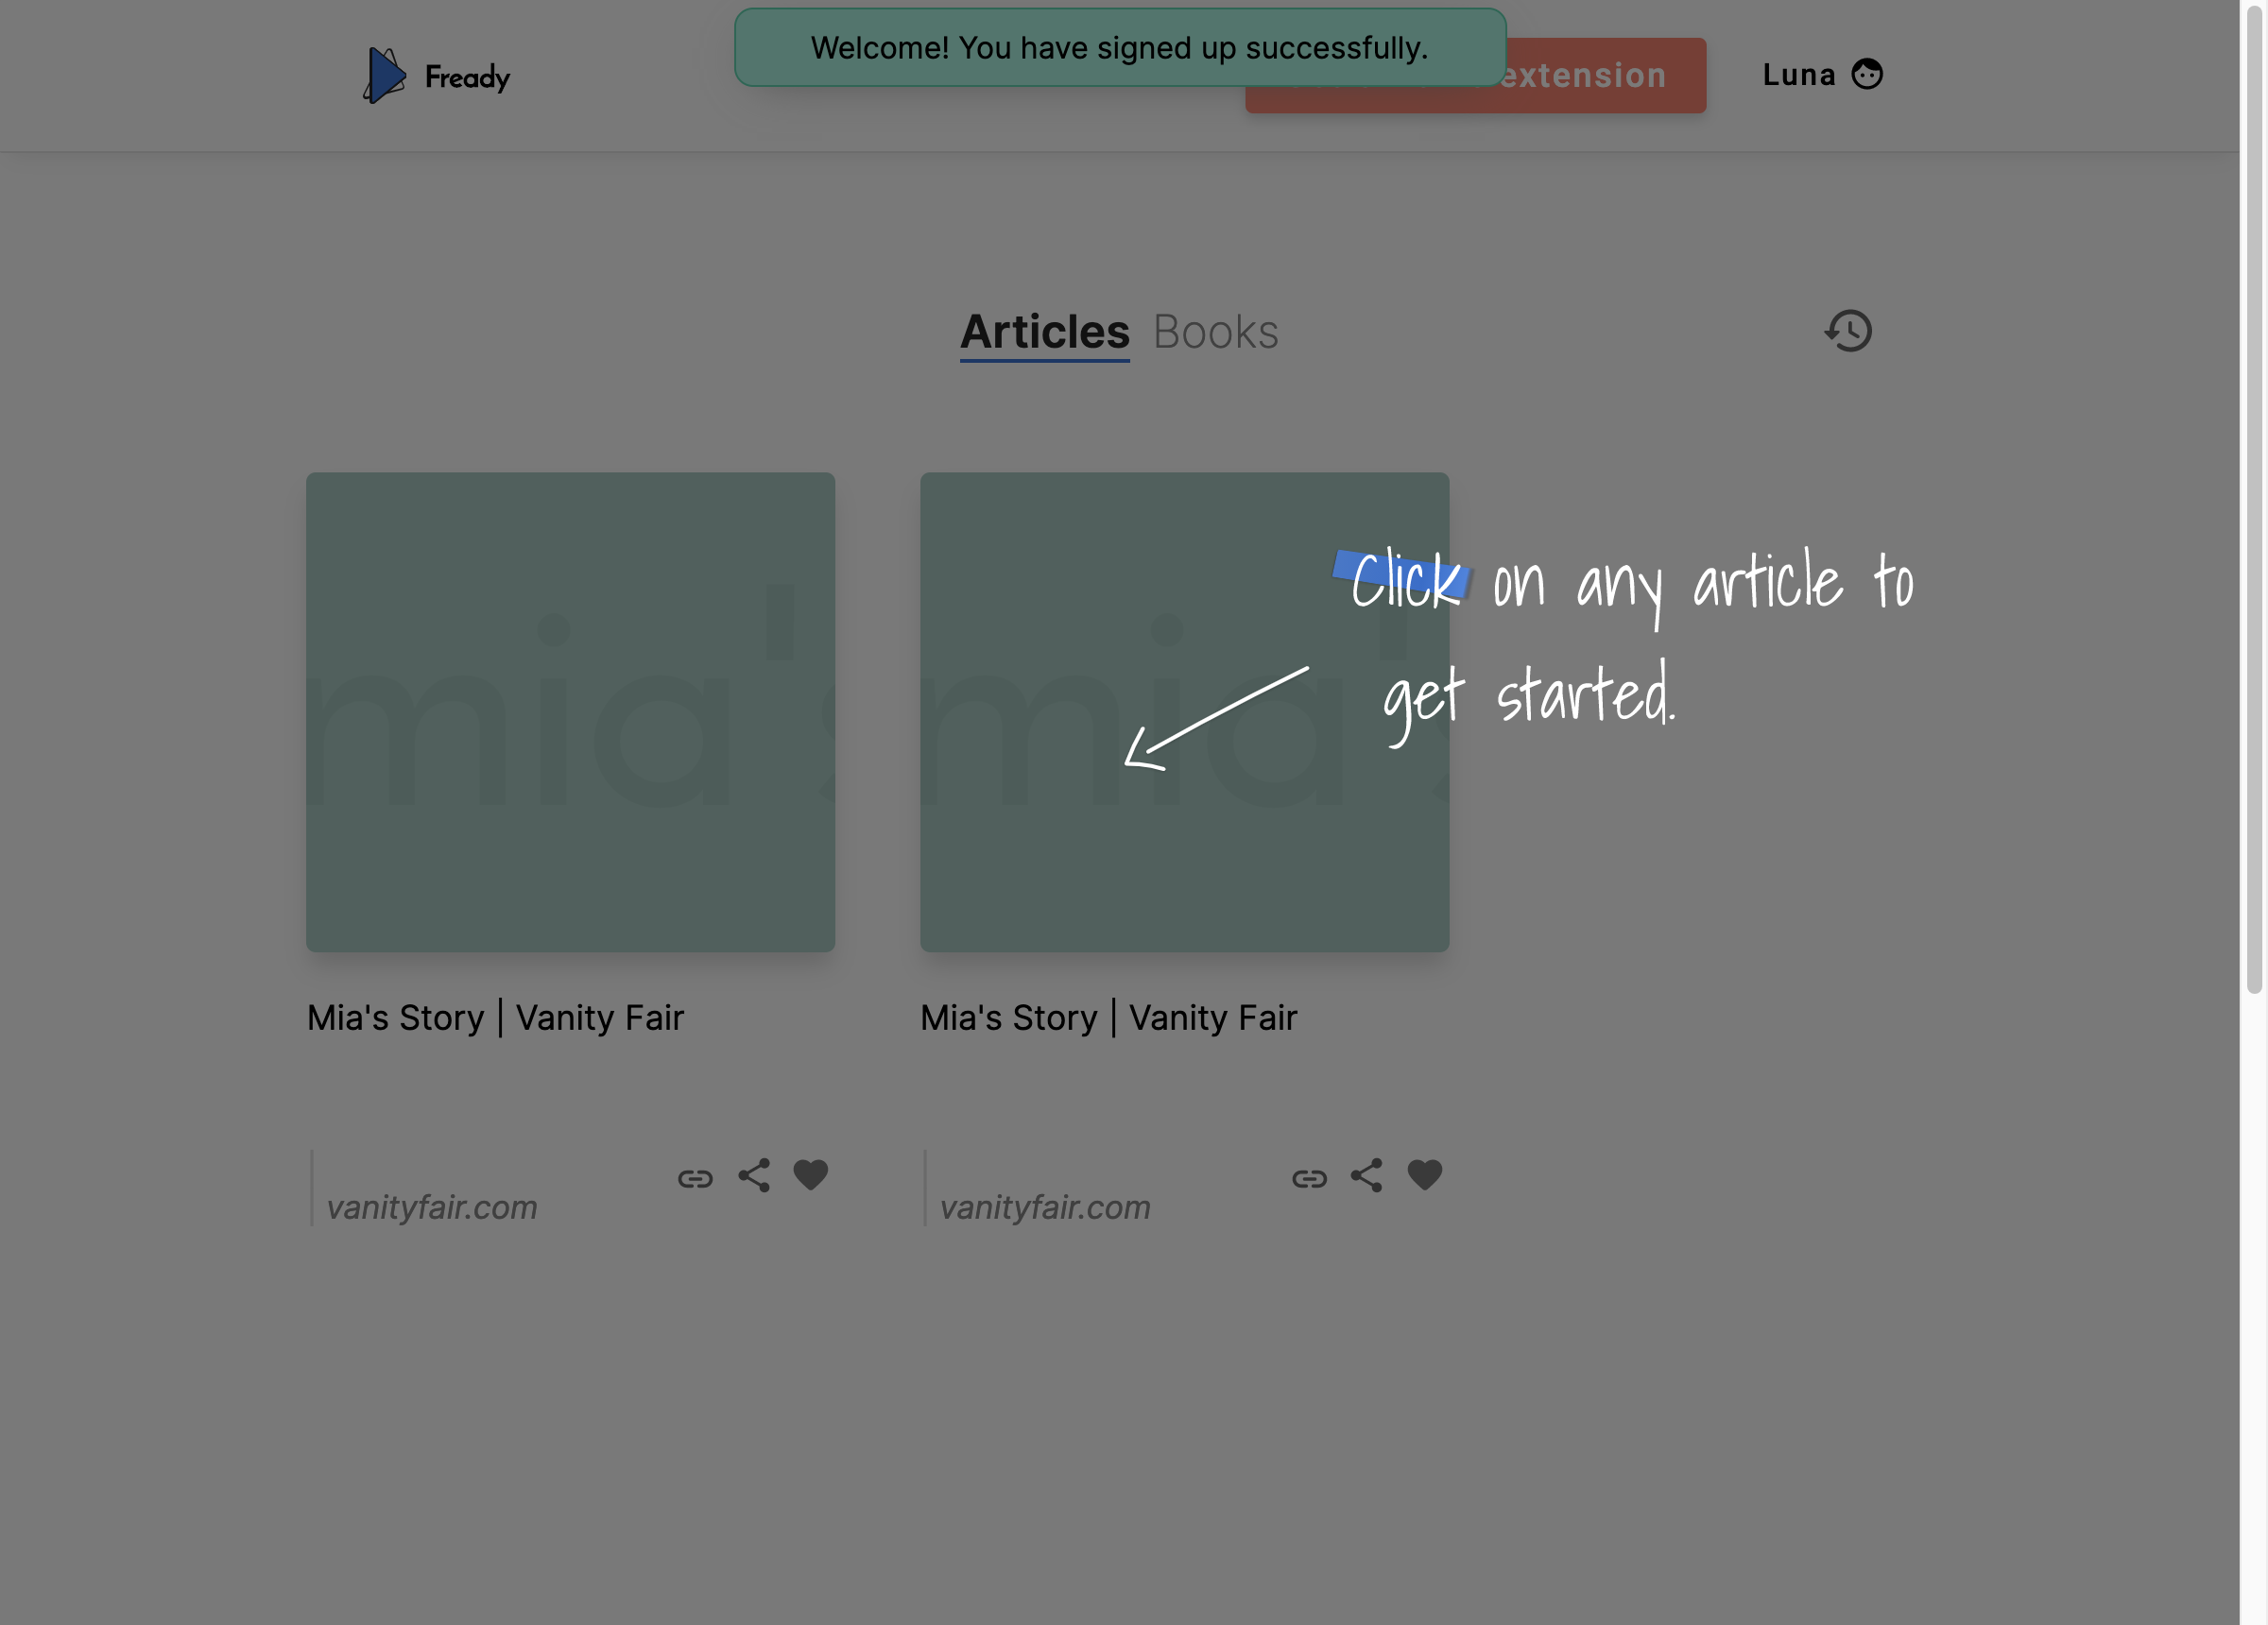 Fready
Welcome! You have signed up successfully.
extension
Luna
Articles Books
mia's
mia's
Click on any article to
get started.
Mia's Story | Vanity Fair
Mia's Story | Vanity Fair
vanityfair.com
vanityfair.com